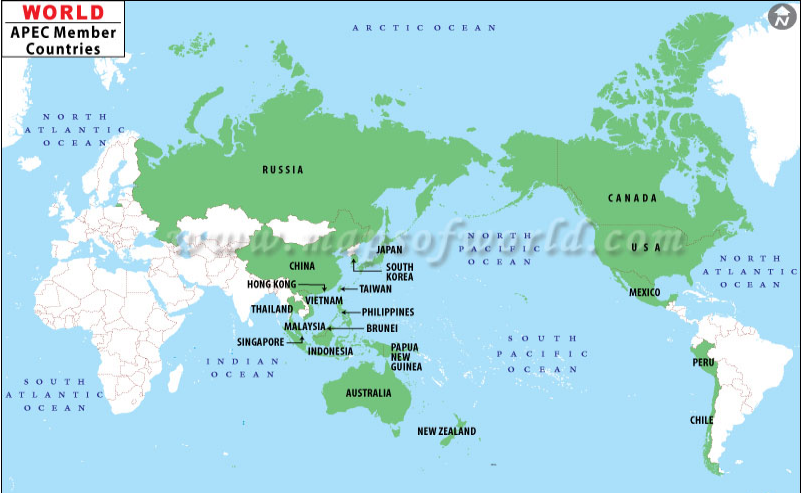 WORLD
APEC Member
Countries
N
ARCTIC OCEAN
NORTH
ATLANTIC
OCEAN
RUSSIA
CANADA
www.mapsofworld.com
USA
NORTH
PACIFIC
OCEAN
NORTH
ATLANTIC
OCEAN
JAPAN
CHINA
SOUTH
KOREA
HONG KONG
TAIWAN
VIETNAM
MEXICO
THAILAND
PHILIPPINES
MALAYSIA
BRUNEI
SINGAPORE
INDONESIA
PAPUA
NEW
GUINEA
SOUTH
PACIFIC
OCEAN
INDIAN
OCEAN
PERU
SOUTH
ATLANTIC
OCEAN
AUSTRALIA
CHILE
NEW ZEALAND